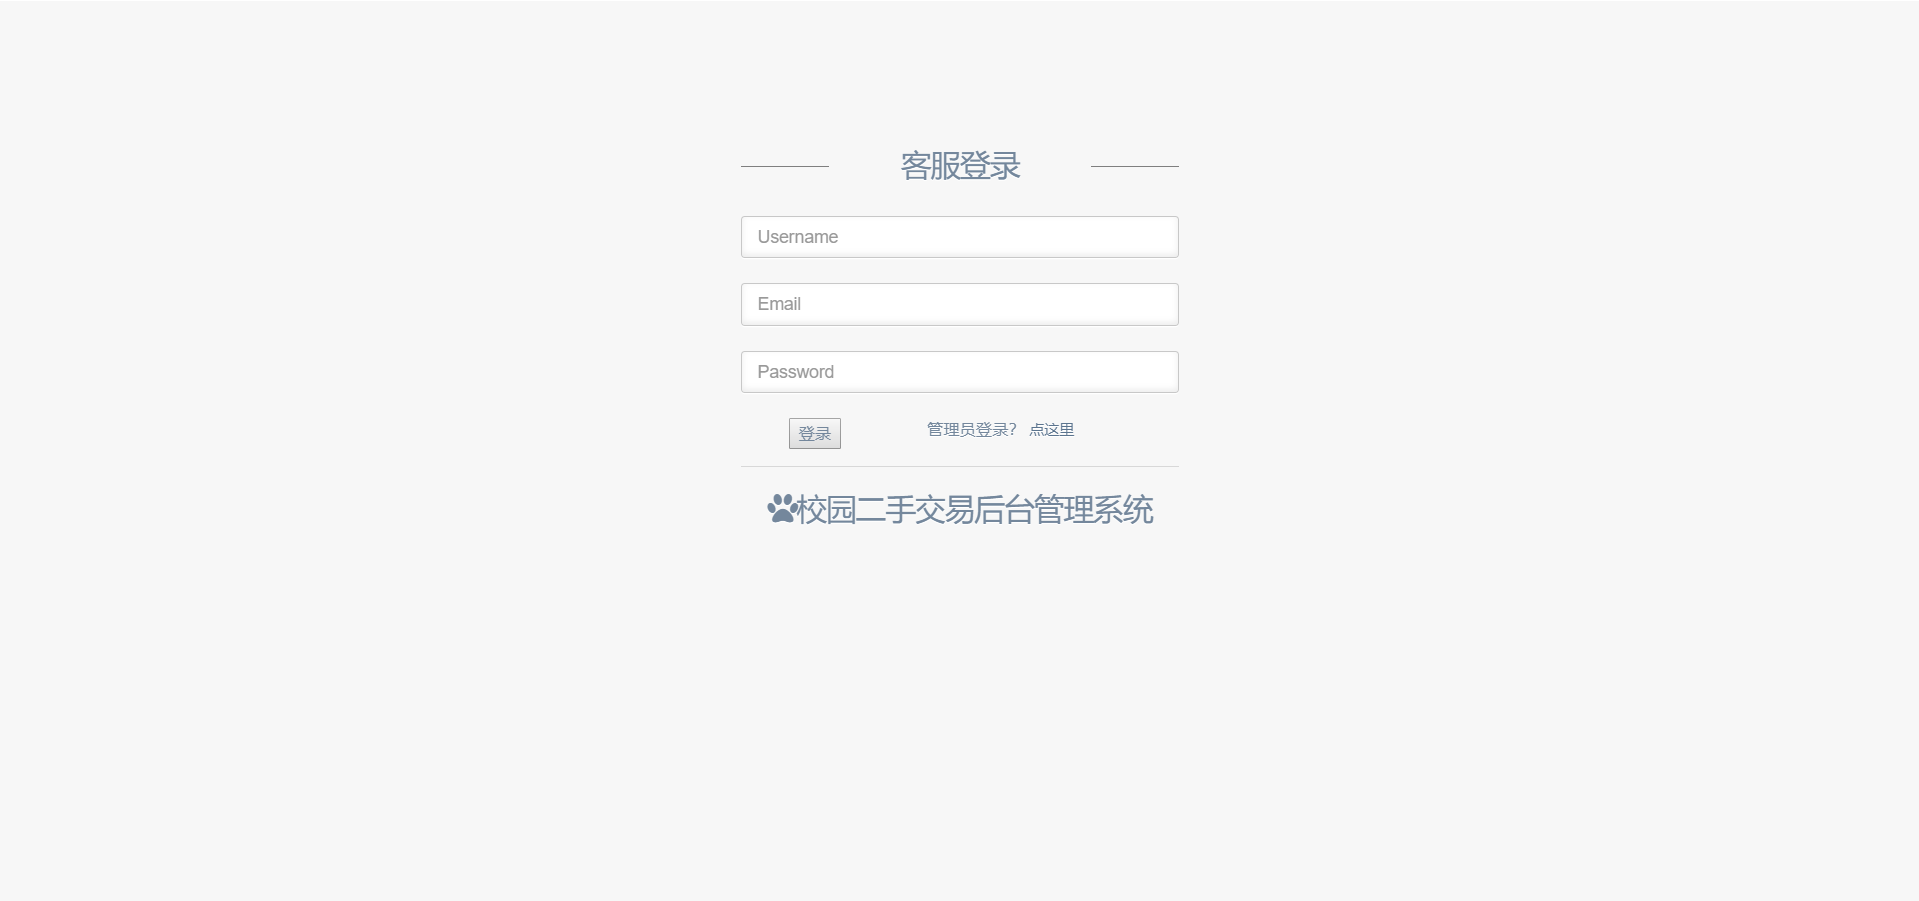 客服登录
Username
Email
Password
登录 管理员登录？ 点这里
校园二手交易后台管理系统